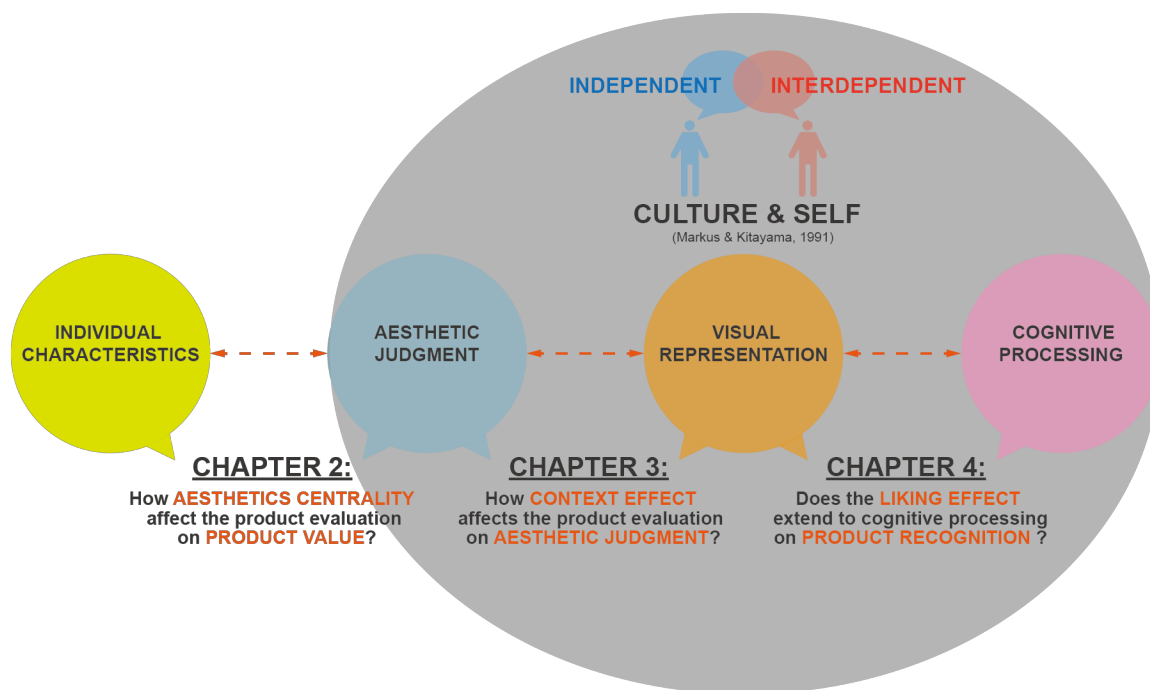 INDEPENDENT
INTERDEPENDENT
CULTURE & SELF
(Markus & Kitayama, 1991)
INDIVIDUAL
CHARACTERISTICS
AESTHETIC
JUDGMENT
VISUAL
REPRESENTATION
COGNITIVE
PROCESSING
CHAPTER 2:
How AESTHETICS CENTRALITY
affect the product evaluation
on PRODUCT VALUE?
CHAPTER 3:
How CONTEXT EFFECT
affects the product evaluation
on AESTHETIC JUDGMENT?
CHAPTER 4:
Does the LIKING EFFECT
extend to cognitive processing
on PRODUCT RECOGNITION ?